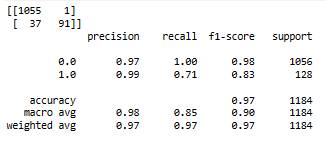 [[1055    1]
 [  37   91]]
              precision    recall  f1-score   support

         0.0       0.97      1.00      0.98      1056
         1.0       0.99      0.71      0.83       128

    accuracy                           0.97      1184
   macro avg       0.98      0.85      0.90      1184
weighted avg       0.97      0.97      0.97      1184